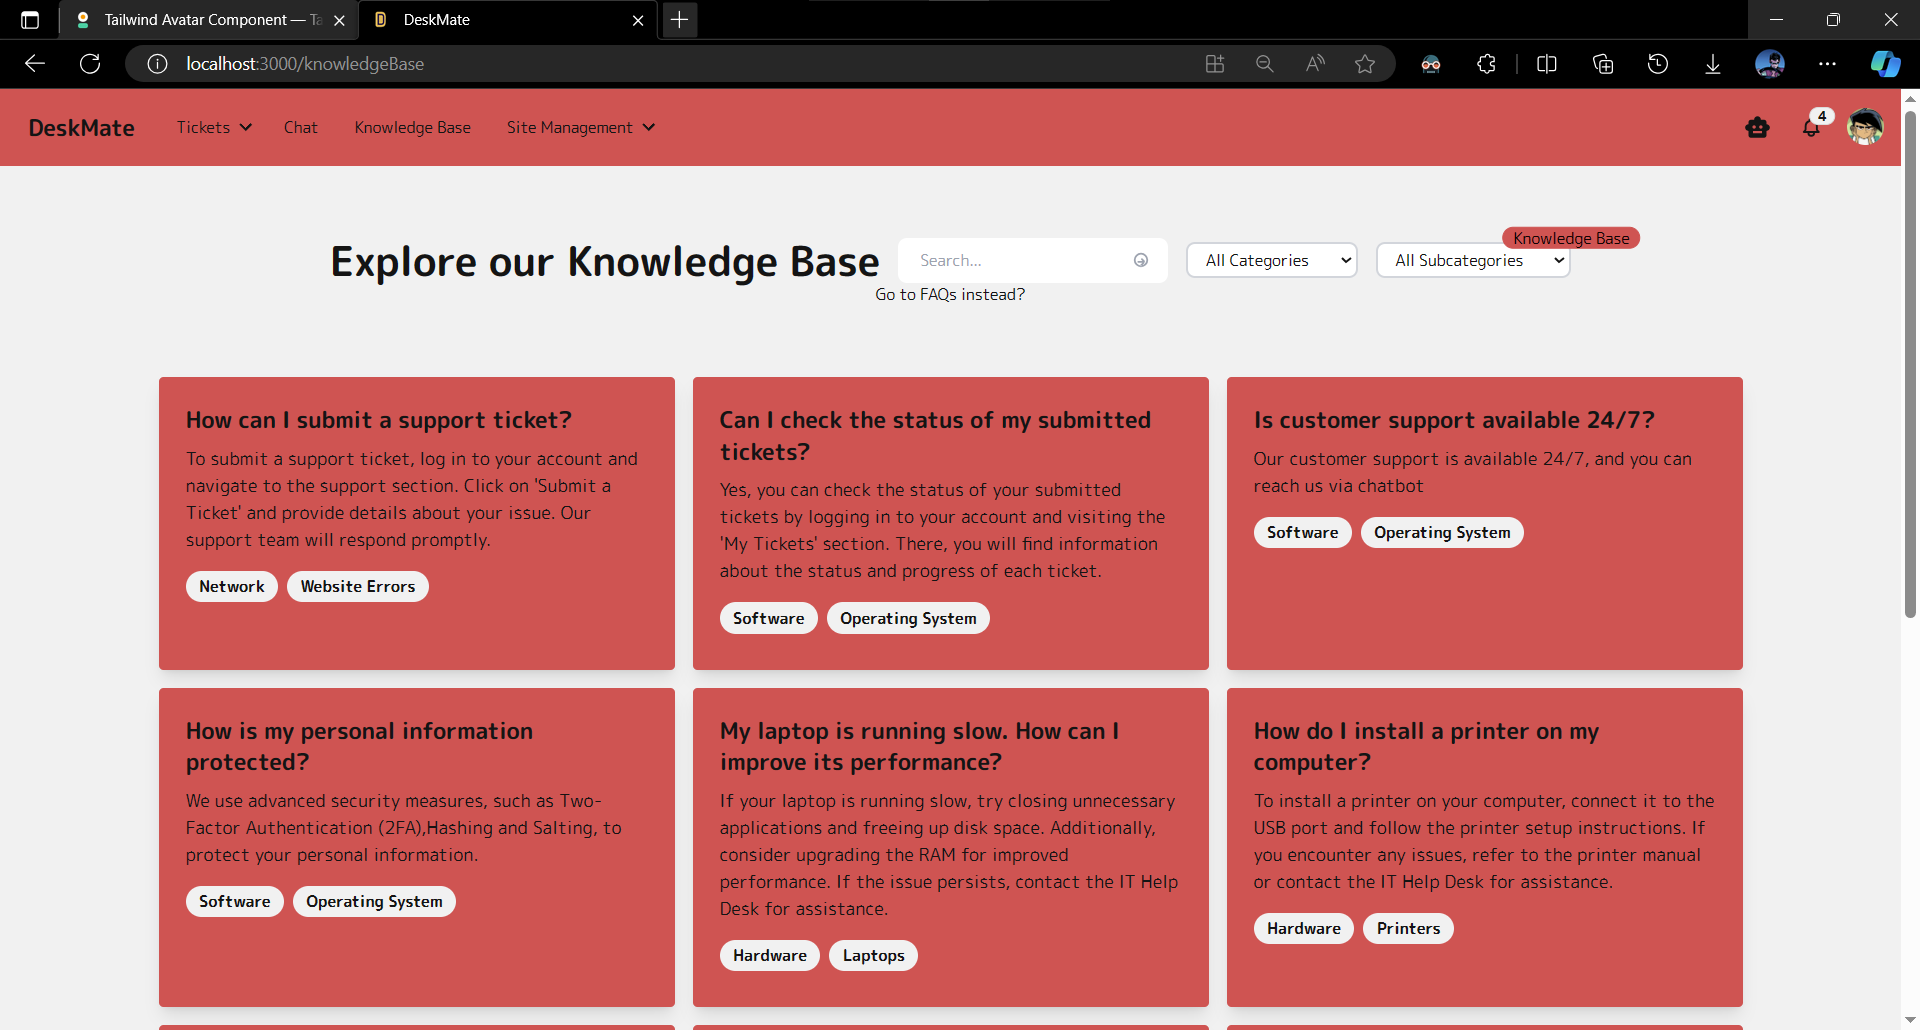 Tailwind Avatar Component — Ta
DeskMate
localhost:3000/knowledgeBase
DeskMate
Tickets
Chat
Knowledge Base
Site Management
4
Explore our Knowledge Base
Search...
All Categories
All Subcategories
Knowledge Base
Go to FAQs instead?
How can I submit a support ticket?
To submit a support ticket, log in to your account and
navigate to the support section. Click on 'Submit a
Ticket' and provide details about your issue. Our
support team will respond promptly.
Network
Website Errors
Can I check the status of my submitted
tickets?
Yes, you can check the status of your submitted
tickets by logging in to your account and visiting the
'My Tickets' section. There, you will find information
about the status and progress of each ticket.
Software
Operating System
Is customer support available 24/7?
Our customer support is available 24/7, and you can
reach us via chatbot
Software
Operating System
How is my personal information
protected?
We use advanced security measures, such as Two-
Factor Authentication (2FA),Hashing and Salting, to
protect your personal information.
Software
Operating System
My laptop is running slow. How can I
improve its performance?
If your laptop is running slow, try closing unnecessary
applications and freeing up disk space. Additionally,
consider upgrading the RAM for improved
performance. If the issue persists, contact the IT Help
Desk for assistance.
Hardware
Laptops
How do I install a printer on my
computer?
To install a printer on your computer, connect it to the
USB port and follow the printer setup instructions. If
you encounter any issues, refer to the printer manual
or contact the IT Help Desk for assistance.
Hardware
Printers